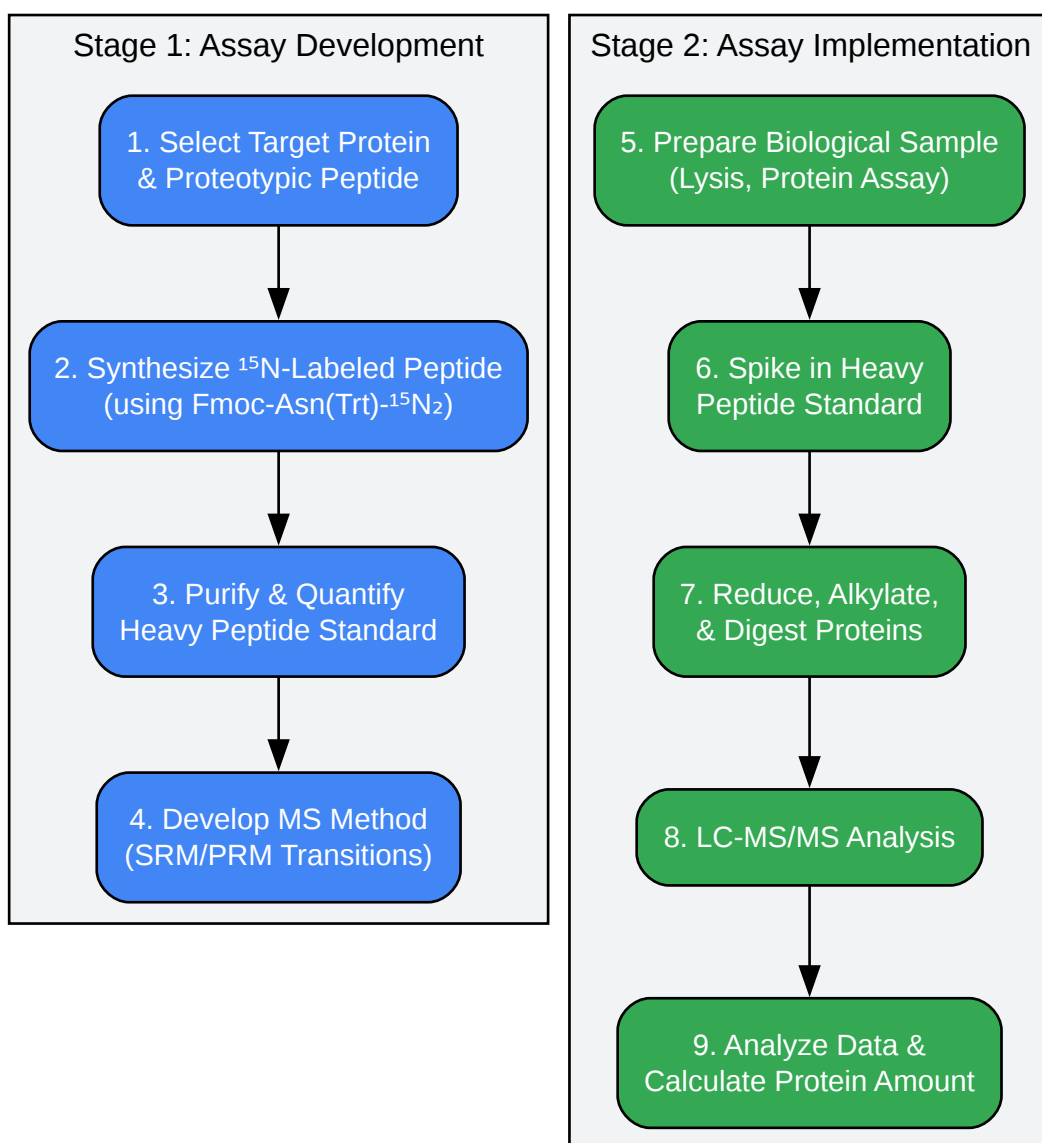 Stage 1: Assay Development
1. Select Target Protein
& Proteotypic Peptide
2. Synthesize ¹⁵N-Labeled Peptide
(using Fmoc-Asn(Trt)-¹⁵N₂)
3. Purify & Quantify
Heavy Peptide Standard
4. Develop MS Method
(SRM/PRM Transitions)
Stage 2: Assay Implementation
5. Prepare Biological Sample
(Lysis, Protein Assay)
6. Spike in Heavy
Peptide Standard
7. Reduce, Alkylate,
& Digest Proteins
8. LC-MS/MS Analysis
9. Analyze Data &
Calculate Protein Amount